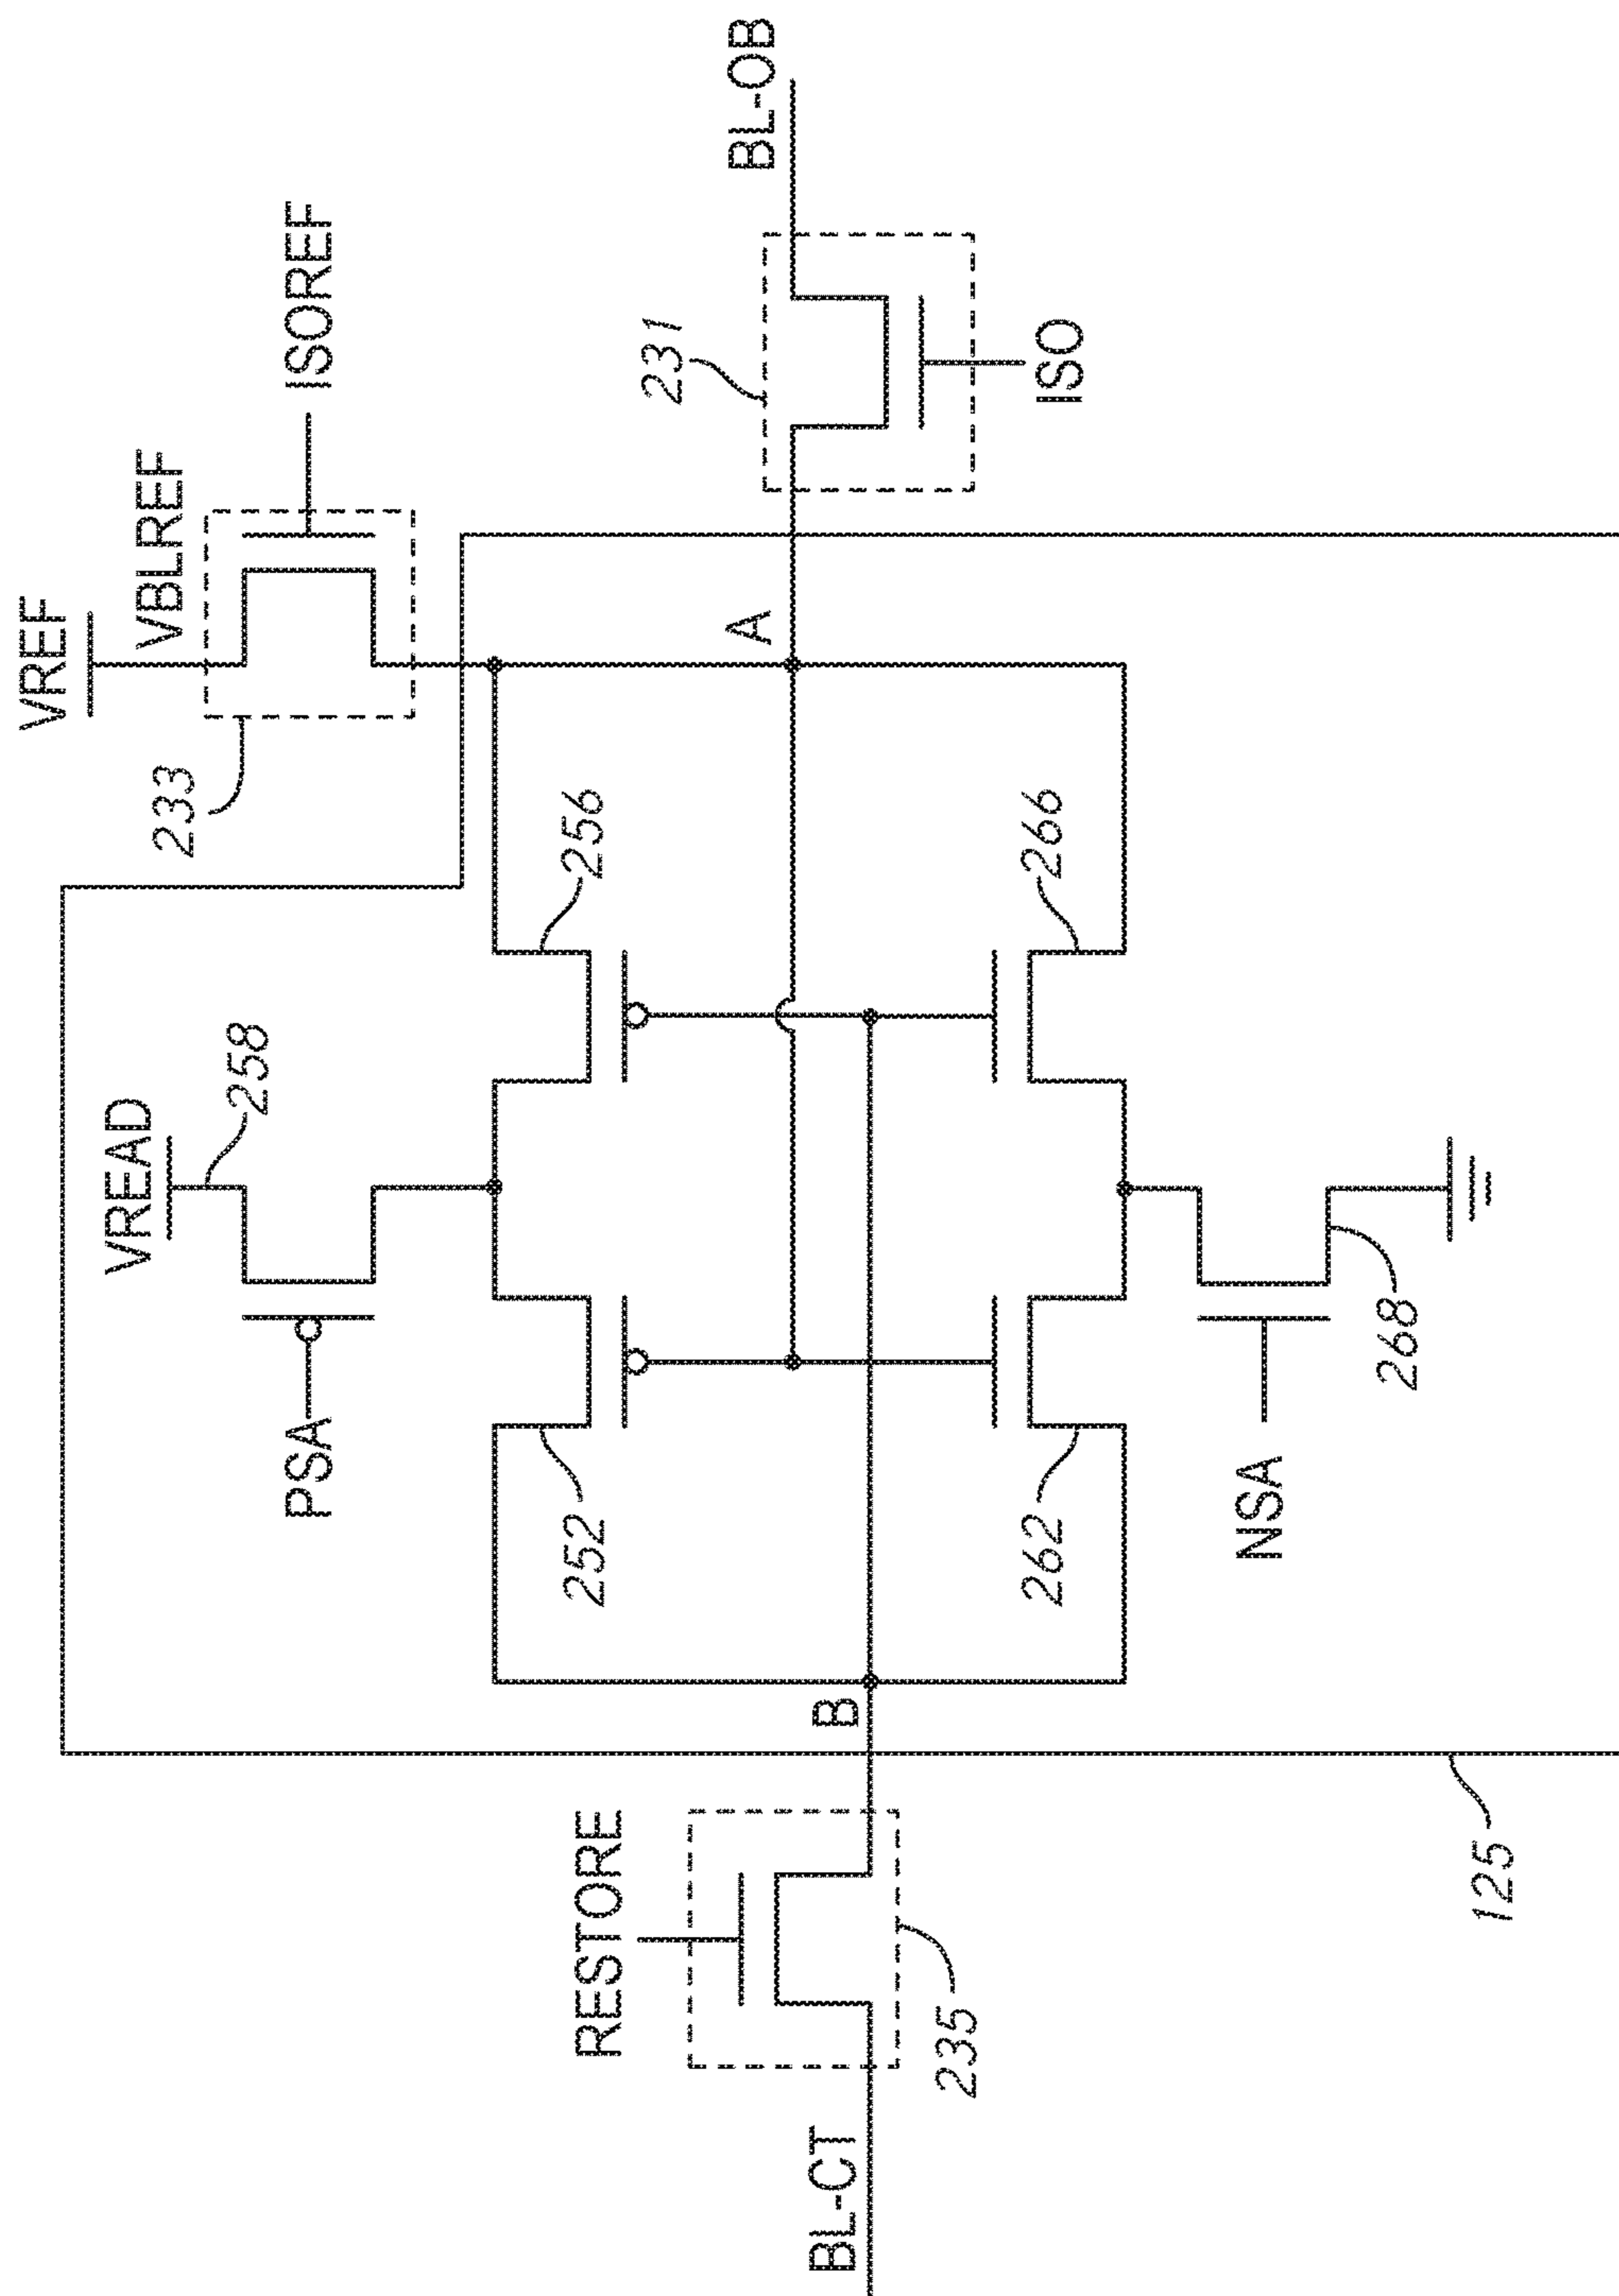 VREF
VBLREF
ISOREF
233
VREAD
258
PSA
256
252
A
BL-OB
231
ISO
RESTORE
B
BL-CT
235
266
262
NSA
268
125